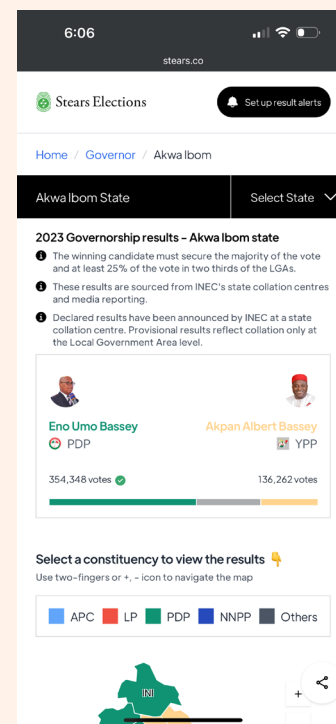 6:06
stears.co
Stears Elections
Set up result alerts
Home / Governor / Akwa Ibom
Akwa Ibom State
Select State
2023 Governorship results - Akwa Ibom state
The winning candidate must secure the majority of the vote
and at least 25% of the vote in two thirds of the LGAs.
These results are sourced from INEC's state collation centres
and media reporting.
Declared results have been announced by INEC at a state
collation centre. Provisional results reflect collation only at
the Local Government Area level.
Eno Umo Bassey
Akpan Albert Bassey
PDP
YPP
354,348 votes
136,262 votes
Select a constituency to view the results 👇
Use two-fingers or +, - icon to navigate the map
APC LP PDP NNPP Others
INI
+